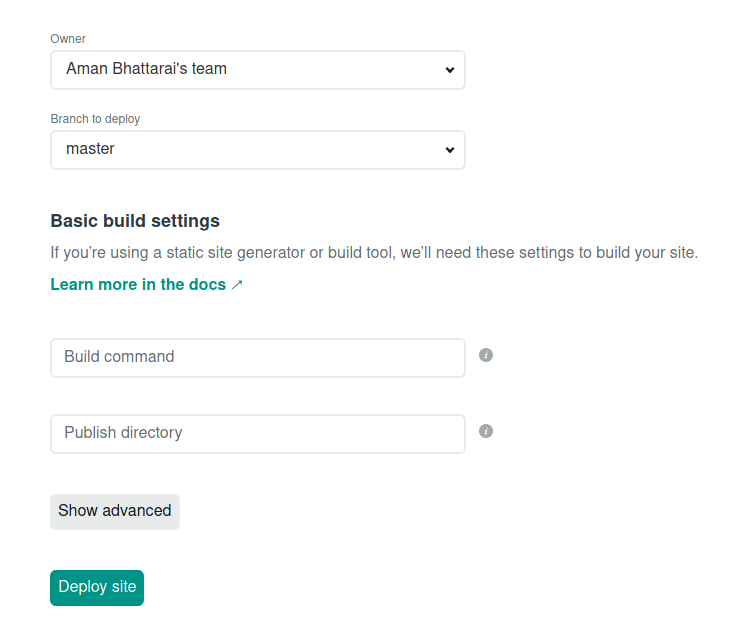 Owner
Aman Bhattarai's team
Branch to deploy
master
Basic build settings
If you’re using a static site generator or build tool, we’ll need these settings to build your site.
Learn more in the docs ↗
Build command
i
Publish directory
i
Show advanced
Deploy site